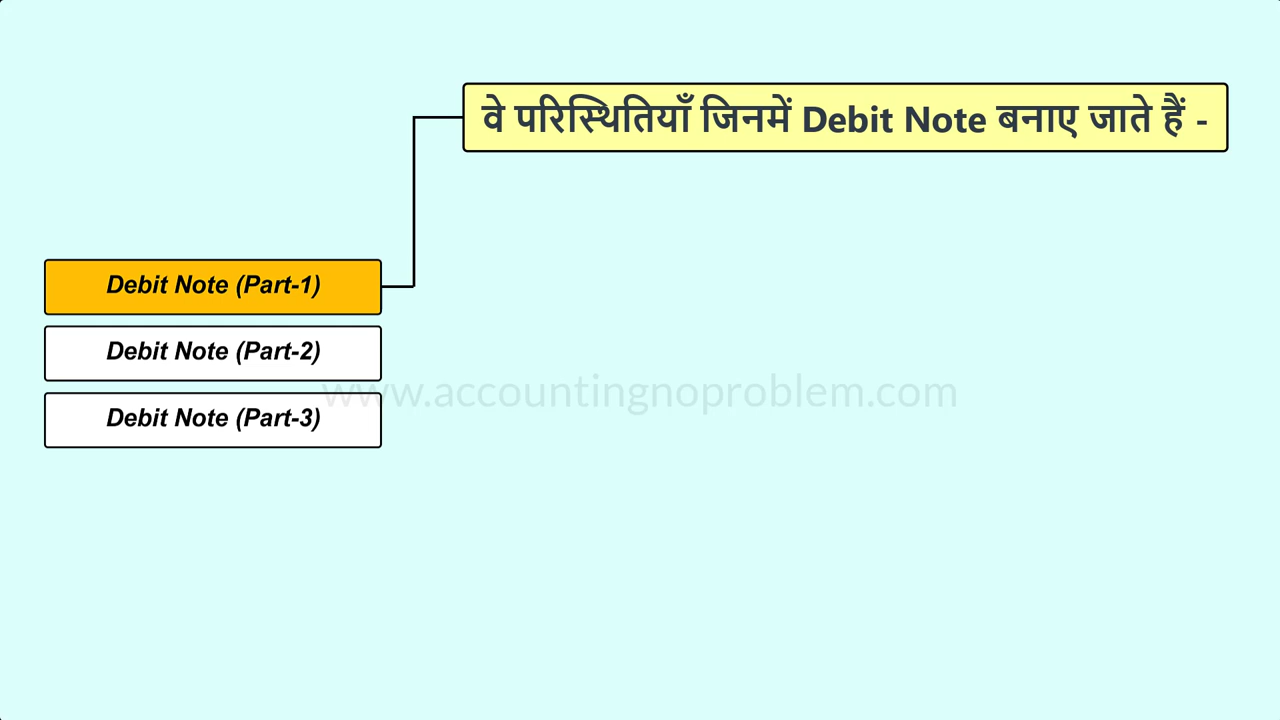 वे परिस्थितियाँ जिनमें Debit Note बनाए जाते हैं -
Debit Note (Part-1)
Debit Note (Part-2)
Debit Note (Part-3)
www.accountingnoproblem.com